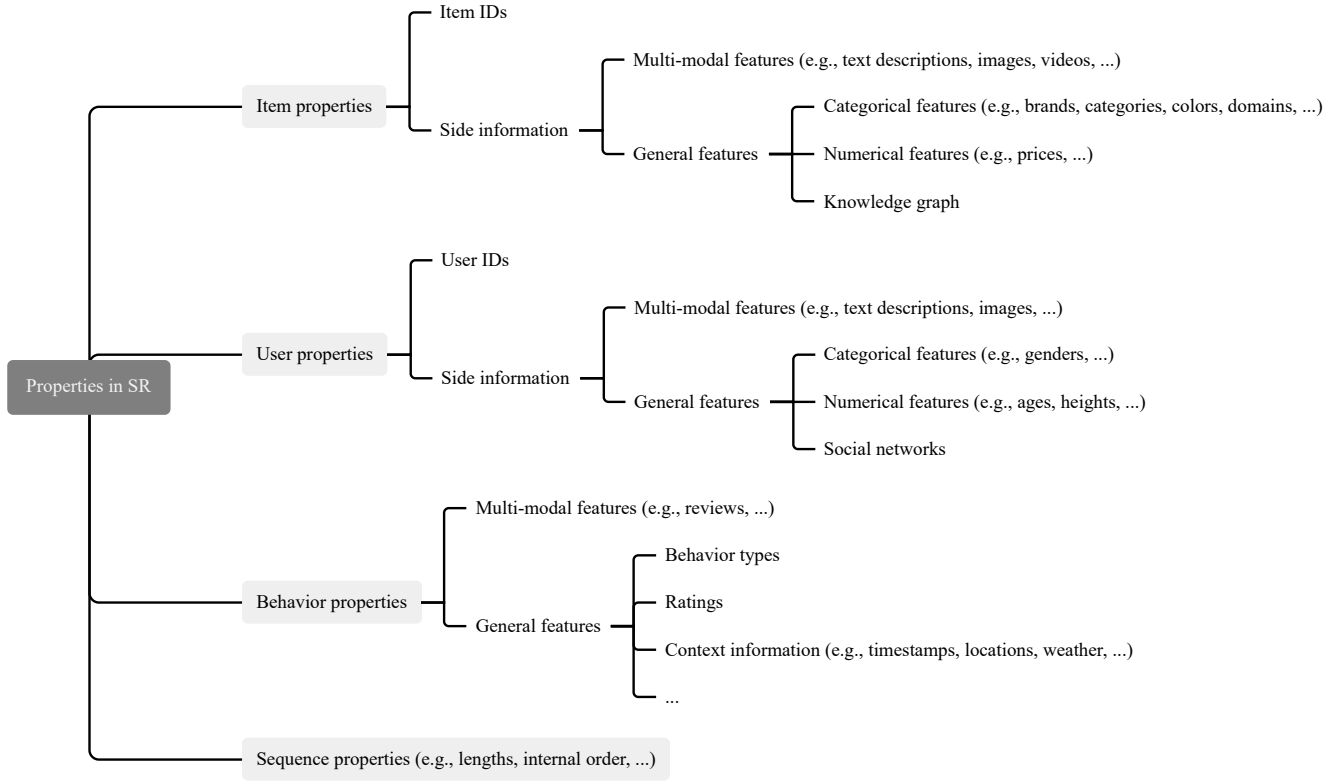 Properties in SR
Item properties
Item IDs
Side information
Multi-modal features (e.g., text descriptions, images, videos, ...)
General features
Categorical features (e.g., brands, categories, colors, domains, ...)
Numerical features (e.g., prices, ...)
Knowledge graph
User properties
User IDs
Side information
Multi-modal features (e.g., text descriptions, images, ...)
General features
Categorical features (e.g., genders, ...)
Numerical features (e.g., ages, heights, ...)
Social networks
Behavior properties
Multi-modal features (e.g., reviews, ...)
General features
Behavior types
Ratings
Context information (e.g., timestamps, locations, weather, ...)
...
Sequence properties (e.g., lengths, internal order, ...)